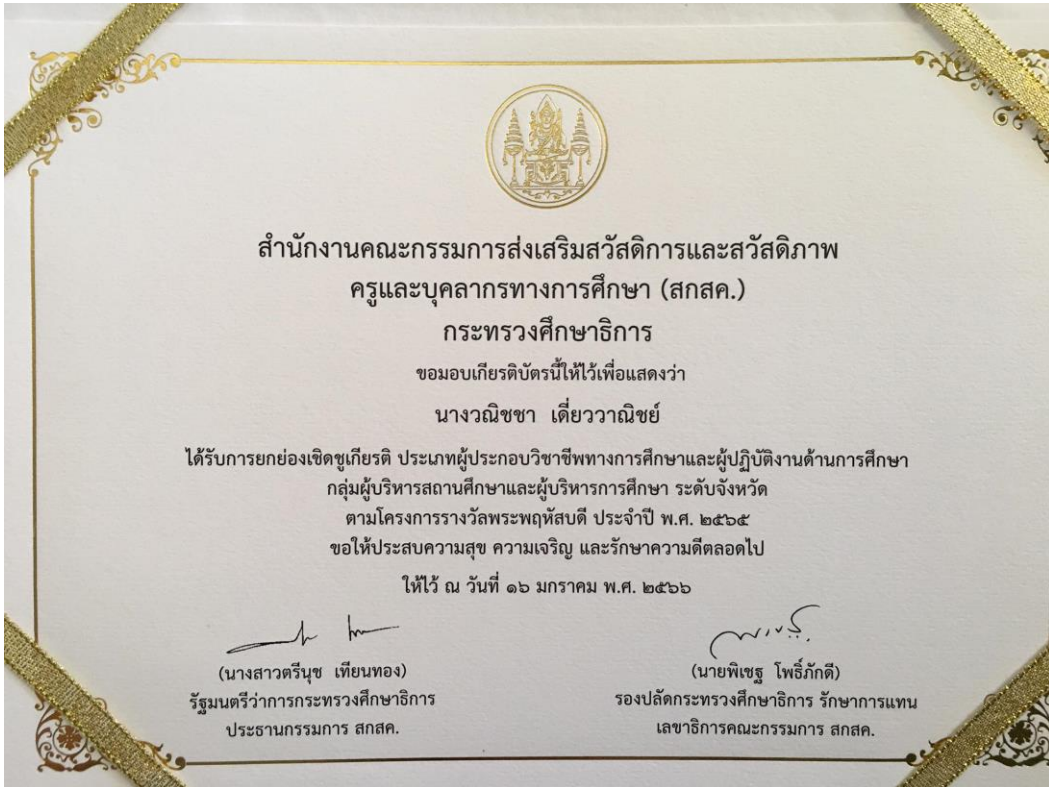 สำนักงานคณะกรรมการส่งเสริมสวัสดิการและสวัสดิภาพ
ครูและบุคลากรทางการศึกษา (สกสค.)
กระทรวงศึกษาธิการ
ขอมอบเกียรติบัตรนี้ให้ไว้เพื่อแสดงว่า
นางวณิชชา เดี่ยววาณิชย์
ได้รับการยกย่องเชิดชูเกียรติ ประเภทผู้ประกอบวิชาชีพทางการศึกษาและผู้ปฏิบัติงานด้านการศึกษา
กลุ่มผู้บริหารสถานศึกษาและผู้บริหารการศึกษา ระดับจังหวัด
ตามโครงการรางวัลพระพฤหัสบดี ประจำปี พ.ศ. ๒๕๖๕
ขอให้ประสบความสุข ความเจริญ และรักษาความดีตลอดไป
ให้ไว้ ณ วันที่ ๑๖ มกราคม พ.ศ. ๒๕๖๖
(นางสาวตรีนุช เทียนทอง)
รัฐมนตรีว่าการกระทรวงศึกษาธิการ
ประธานกรรมการ สกสค.
(นายพิเชฐ โพธิ์ภักดี)
รองปลัดกระทรวงศึกษาธิการ รักษาการแทน
เลขาธิการคณะกรรมการ สกสค.